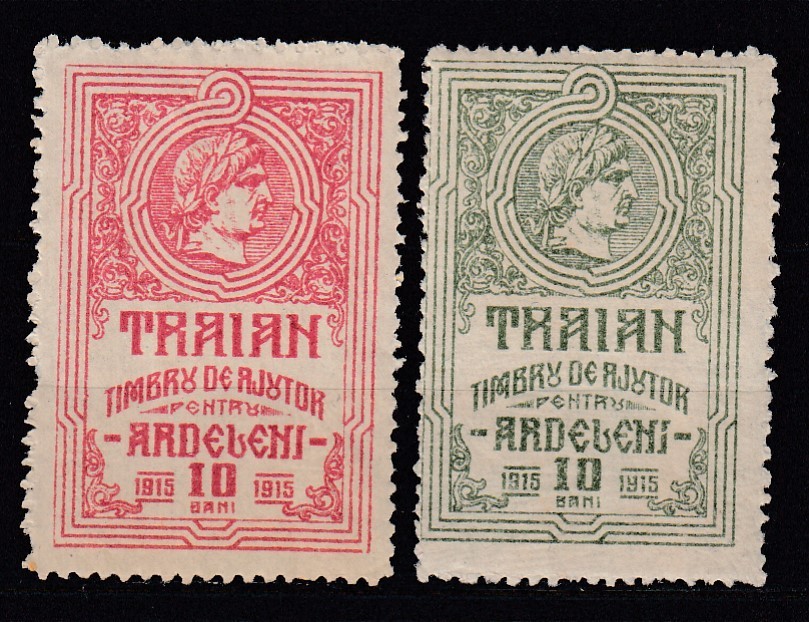 TRAIAN
TIMBRU DE AJUTOR
PENTRU
-ARDELENI-
1915 10 1915
BANI
TRAIAN
TIMBRU DE AJUTOR
PENTRU
-ARDELENI-
1915 10 1915
BANI